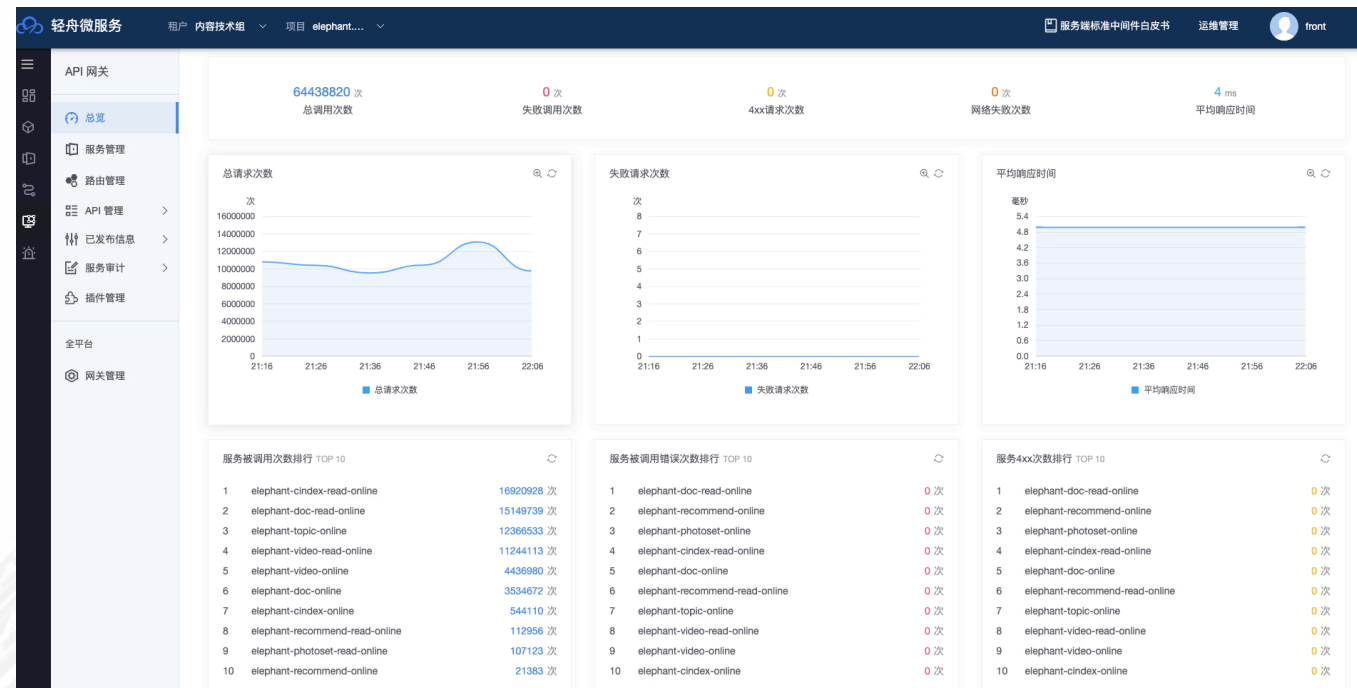 轻舟微服务 租户 内容技术组 项目 elephant.... 服务端标准中间件白皮书 运维管理 front
API 网关
总览
服务管理
路由管理
API 管理
已发布信息
服务审计
插件管理
全平台
网关管理
64438820 次 0 次 0 次 0 次 4 ms
总调用次数 失败调用次数 4xx请求次数 网络失败次数 平均响应时间
总请求次数
次
16000000
14000000
12000000
10000000
8000000
6000000
4000000
2000000
0
21:16 21:26 21:36 21:46 21:56 22:06
总请求次数
失败请求次数
次
8
7
6
5
4
3
2
1
0
21:16 21:26 21:36 21:46 21:56 22:06
失败请求次数
平均响应时间
毫秒
5.4
4.8
4.2
3.6
3.0
2.4
1.8
1.2
0.6
0.0
21:16 21:26 21:36 21:46 21:56 22:06
平均响应时间
服务被调用次数排行 TOP 10
1 elephant-cindex-read-online 16920928 次
2 elephant-doc-read-online 15149739 次
3 elephant-topic-online 12366533 次
4 elephant-video-read-online 11244113 次
5 elephant-video-online 4436980 次
6 elephant-doc-online 3534672 次
7 elephant-cindex-online 544110 次
8 elephant-recommend-read-online 112956 次
9 elephant-photoset-read-online 107123 次
10 elephant-recommend-online 21383 次
服务被调用错误次数排行 TOP 10
1 elephant-doc-read-online 0 次
2 elephant-recommend-online 0 次
3 elephant-photoset-online 0 次
4 elephant-cindex-read-online 0 次
5 elephant-doc-online 0 次
6 elephant-recommend-read-online 0 次
7 elephant-topic-online 0 次
8 elephant-video-read-online 0 次
9 elephant-video-online 0 次
10 elephant-cindex-online 0 次
服务4xx次数排行 TOP 10
1 elephant-doc-read-online 0 次
2 elephant-recommend-online 0 次
3 elephant-photoset-online 0 次
4 elephant-cindex-read-online 0 次
5 elephant-doc-online 0 次
6 elephant-recommend-read-online 0 次
7 elephant-topic-online 0 次
8 elephant-video-read-online 0 次
9 elephant-video-online 0 次
10 elephant-cindex-online 0 次